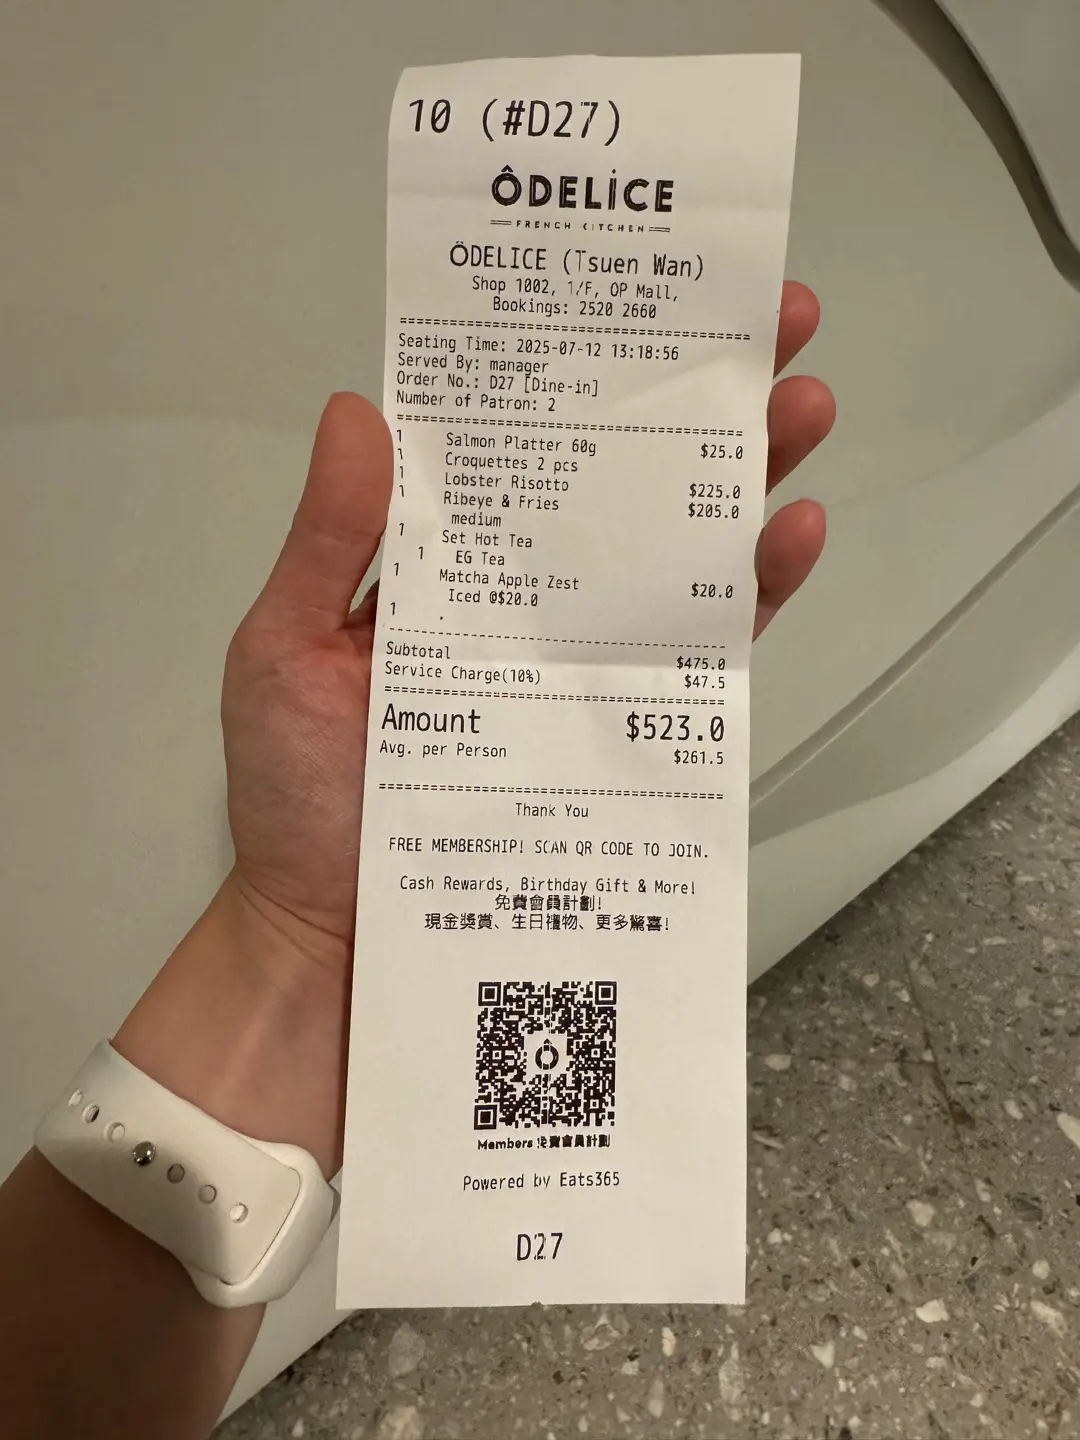 10 (#D27)
ÔDELİCE
FRENCH KITCHEN
ÖDELICE (Tsuen Wan)
Shop 1002, 1/F, OP Mall,
Bookings: 2520 2660
Seating Time: 2025-07-12 13:18:56
Served By: manager
Order No.: D27 [Dine-in]
Number of Patron: 2
1 Salmon Platter 60g $25.0
1 Croquettes 2 pcs
1 Lobster Risotto $225.0
1 Ribeye & Fries $205.0
medium
1 Set Hot Tea
1 EG Tea
1 Matcha Apple Zest $20.0
Iced @$20.0
1 .
Subtotal $475.0
Service Charge(10%) $47.5
Amount $523.0
Avg. per Person $261.5
Thank You
FREE MEMBERSHIP! SCAN QR CODE TO JOIN.
Cash Rewards, Birthday Gift & More!
免費會員計劃!
現金獎賞、生日禮物、更多驚喜!
Members 免費會員計劃
Powered by Eats365
D27